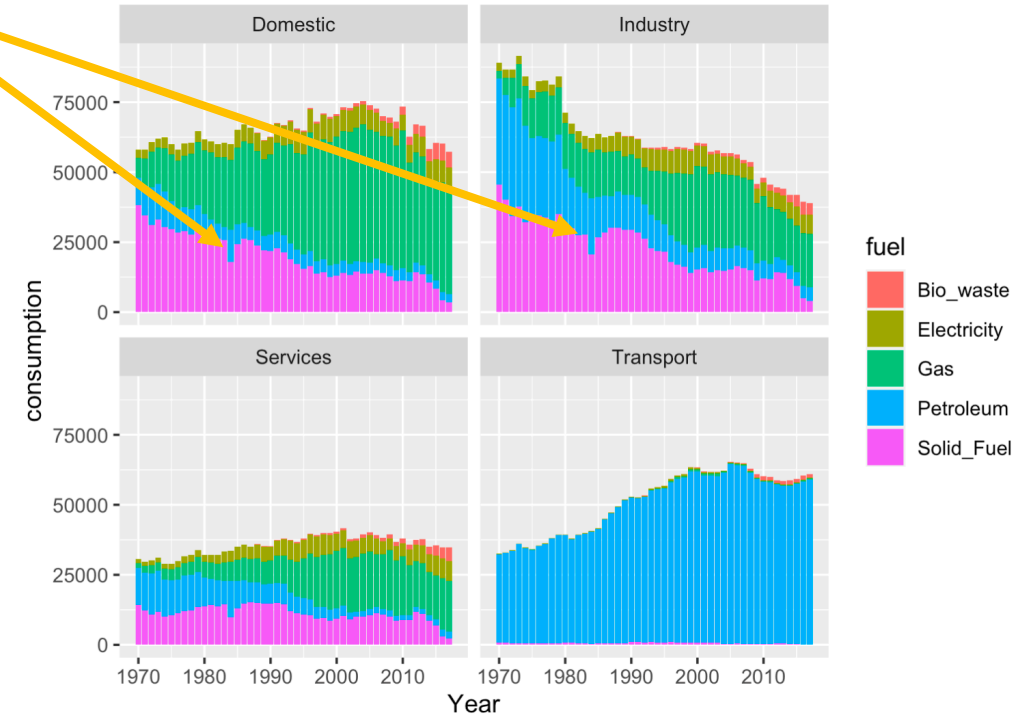 Domestic
Industry
75000
50000
25000
0
Services
Transport
75000
50000
25000
0
1970 1980 1990 2000 2010
1970 1980 1990 2000 2010
Year
consumption
fuel
Bio_waste
Electricity
Gas
Petroleum
Solid_Fuel